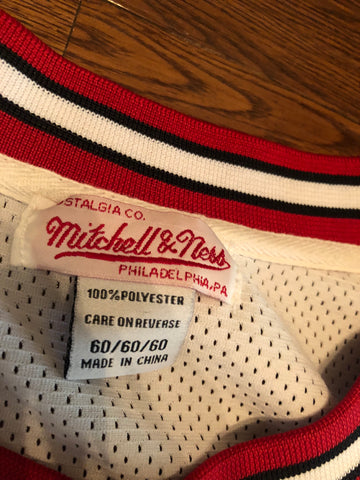 STALGIA CO.
Mitchell & Ness
PHILADELPHIA, PA
100% POLYESTER
CARE ON REVERSE
60/60/60
MADE IN CHINA